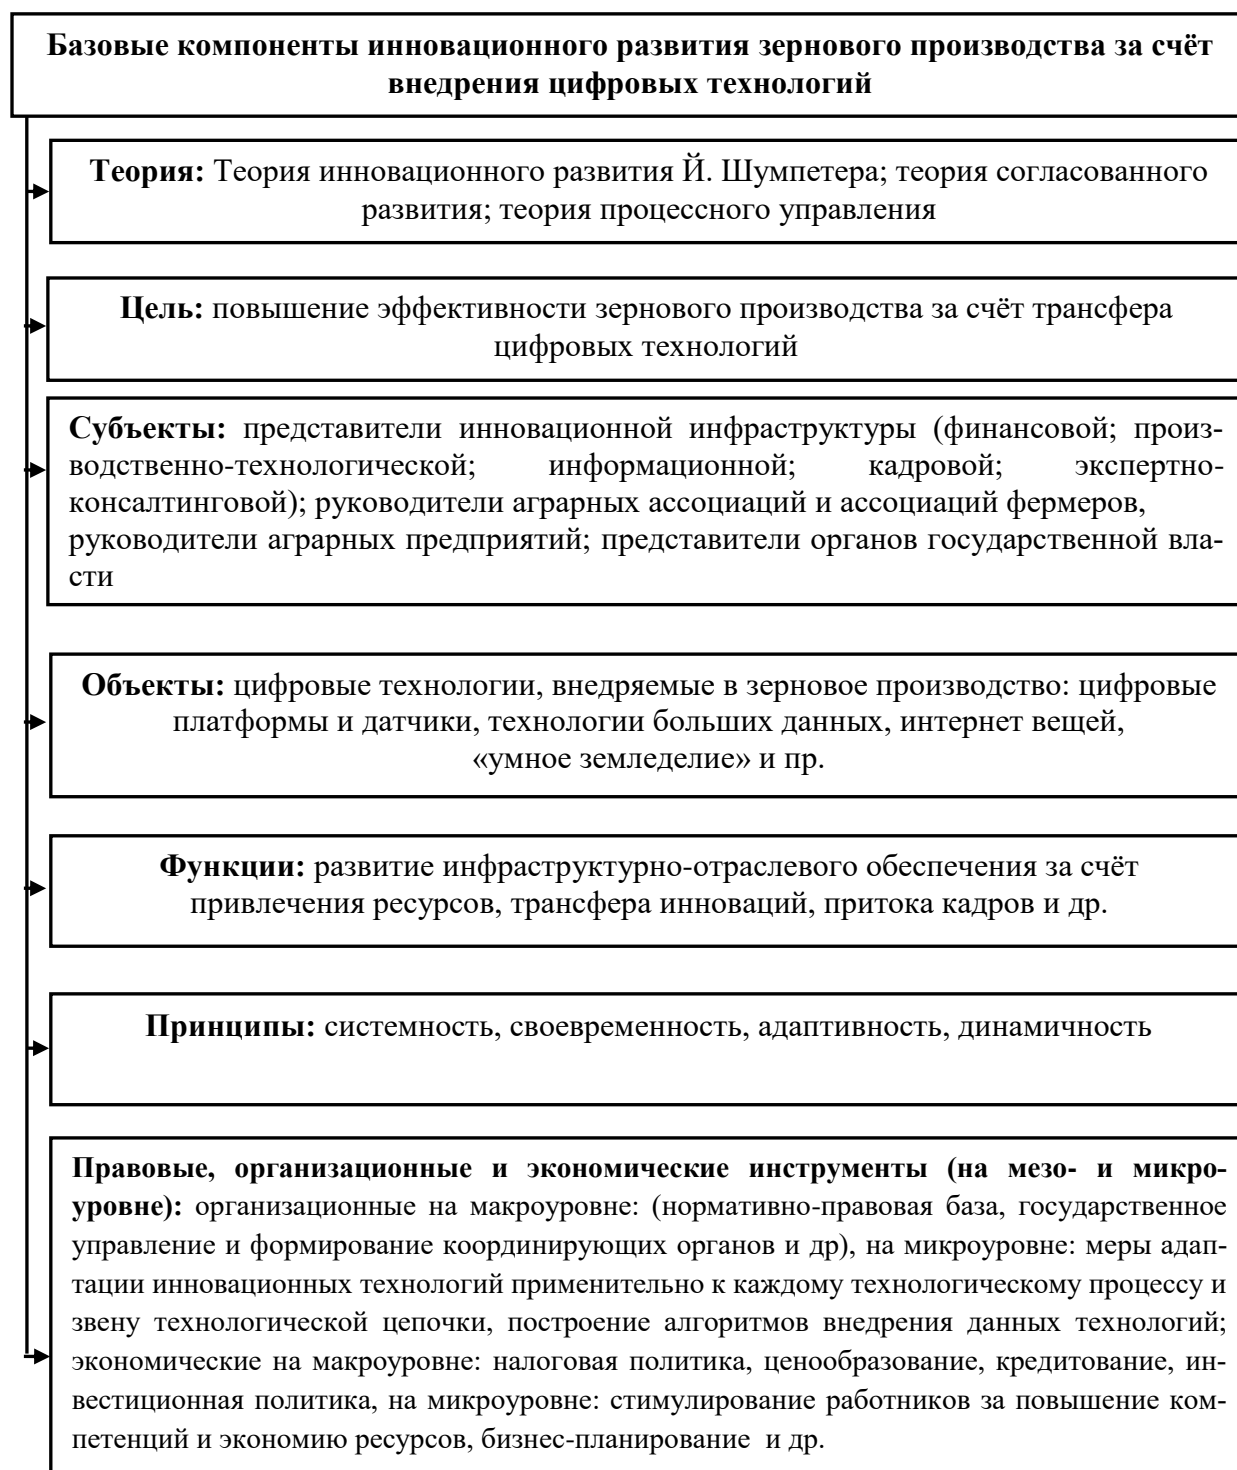 Базовые компоненты инновационного развития зернового производства за счёт
внедрения цифровых технологий
Теория: Теория инновационного развития Й. Шумпетера; теория согласованного
развития; теория процессного управления
Цель: повышение эффективности зернового производства за счёт трансфера
цифровых технологий
Субъекты: представители инновационной инфраструктуры (финансовой; произ-
водственно-технологической; информационной; кадровой; экспертно-
консалтинговой); руководители аграрных ассоциаций и ассоциаций фермеров,
руководители аграрных предприятий; представители органов государственной вла-
сти
Объекты: цифровые технологии, внедряемые в зерновое производство: цифровые
платформы и датчики, технологии больших данных, интернет вещей,
«умное земледелие» и пр.
Функции: развитие инфраструктурно-отраслевого обеспечения за счёт
привлечения ресурсов, трансфера инноваций, притока кадров и др.
Принципы: системность, своевременность, адаптивность, динамичность
Правовые, организационные и экономические инструменты (на мезо- и микро-
уровне): организационные на макроуровне: (нормативно-правовая база, государственное
управление и формирование координирующих органов и др), на микроуровне: меры адап-
тации инновационных технологий применительно к каждому технологическому процессу и
звену технологической цепочки, построение алгоритмов внедрения данных технологий;
экономические на макроуровне: налоговая политика, ценообразование, кредитование, ин-
вестиционная политика, на микроуровне: стимулирование работников за повышение ком-
петенций и экономию ресурсов, бизнес-планирование и др.